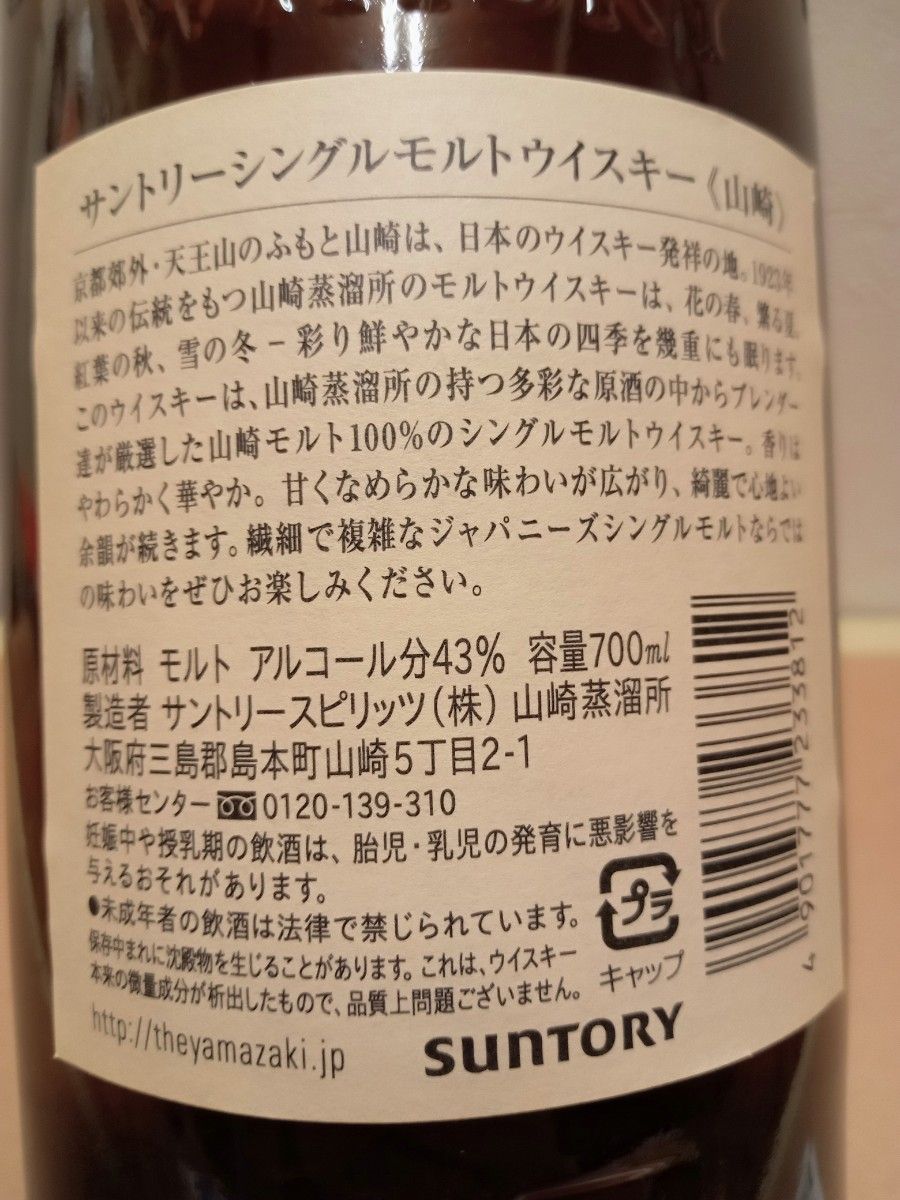 サントリーシングルモルトウイスキー《山崎》
京都郊外・天王山のふもと山崎は、日本のウイスキー発祥の地。1923年
以来の伝統をもつ山崎蒸溜所のモルトウイスキーは、花の春、繁る夏、
紅葉の秋、雪の冬－彩り鮮やかな日本の四季を幾重にも眠ります。
このウイスキーは、山崎蒸溜所の持つ多彩な原酒の中からブレンダー
達が厳選した山崎モルト100%のシングルモルトウイスキー。香りは
やわらかく華やか。甘くなめらかな味わいが広がり、綺麗で心地よい
余韻が続きます。繊細で複雑なジャパニーズシングルモルトならでは
の味わいをぜひお楽しみください。
原材料 モルト アルコール分43% 容量700ml
製造者 サントリースピリッツ(株) 山崎蒸溜所
大阪府三島郡島本町山崎5丁目2-1
お客様センター 0120-139-310
妊娠中や授乳期の飲酒は、胎児・乳児の発育に悪影響を
与えるおそれがあります。
●未成年者の飲酒は法律で禁じられています。
保存中まれに沈殿物を生じることがあります。これは、ウイスキー
本来の微量成分が析出したもので、品質上問題ございません。
プラ
キャップ
http://theyamazaki.jp
SUNTORY
4 901777 233812